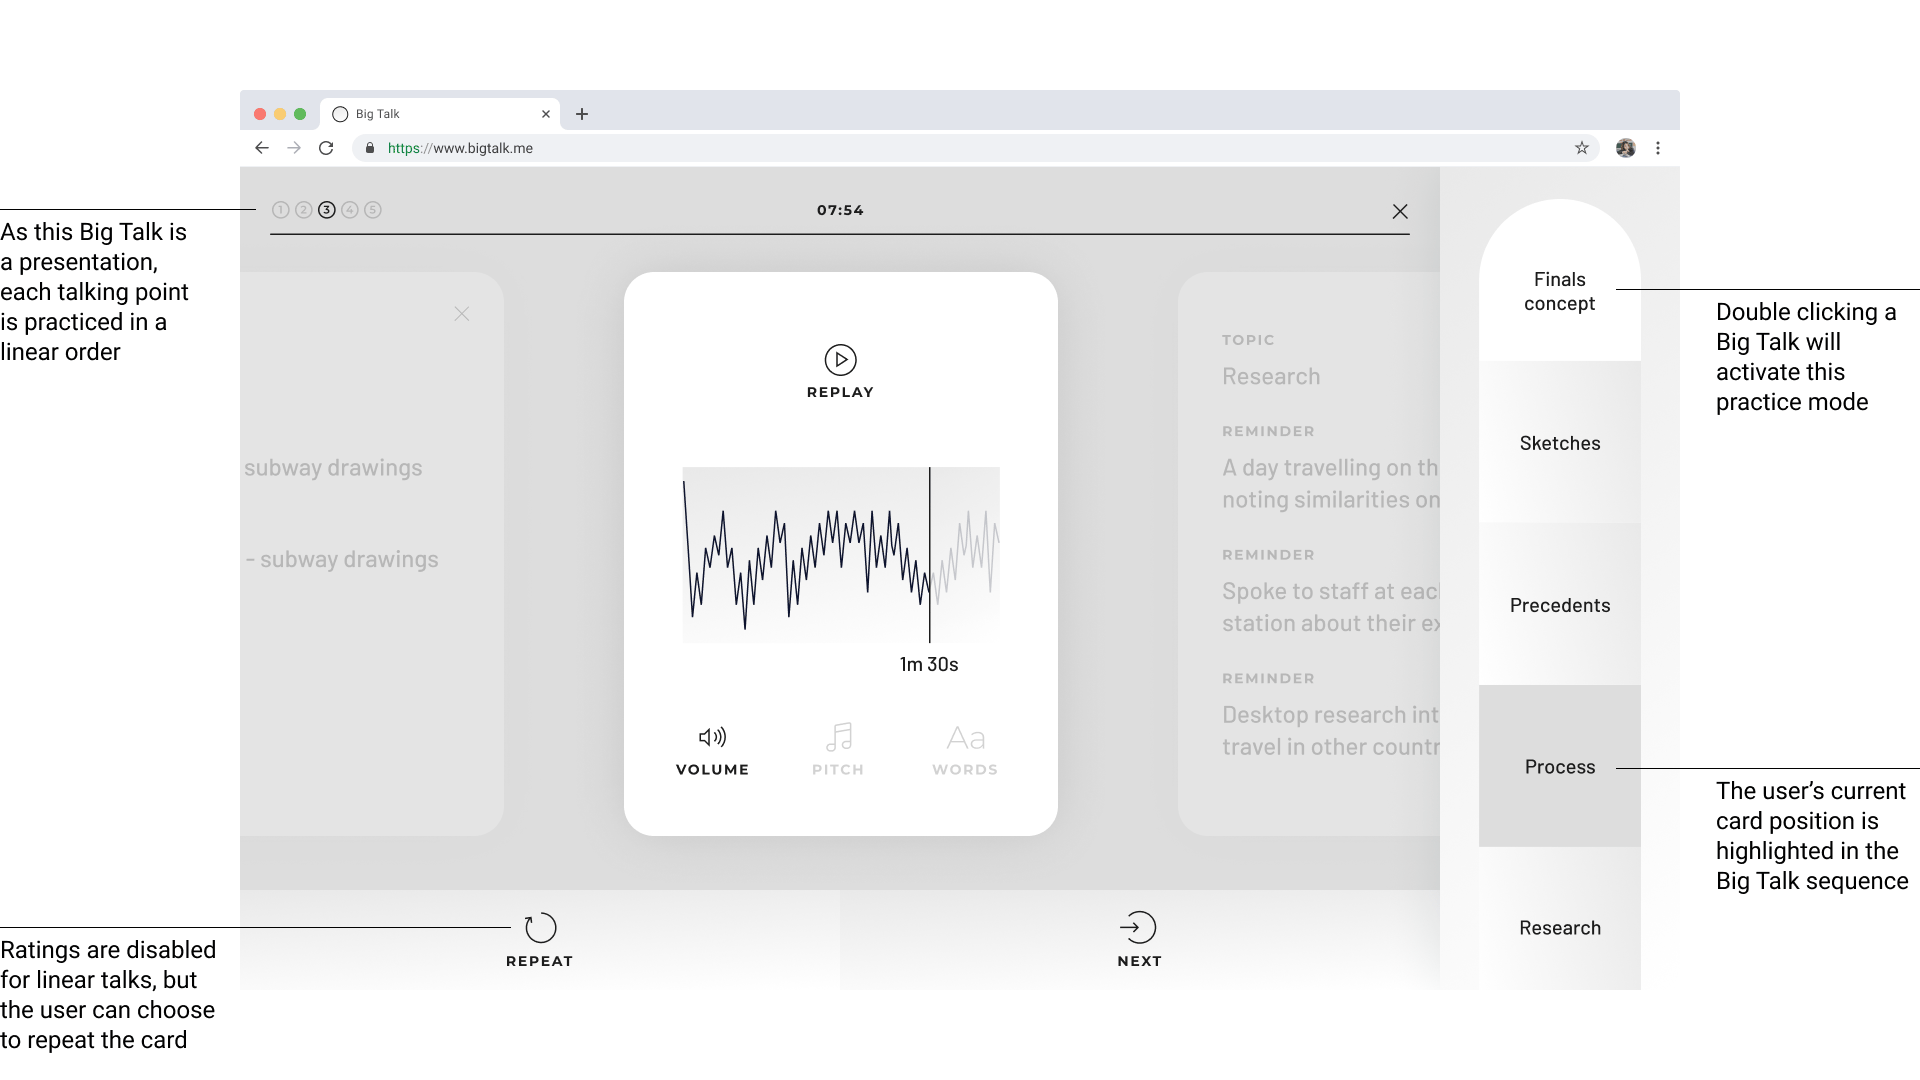 Big Talk
https://www.bigtalk.me
1 2 3 4 5
07:54
As this Big Talk is
a presentation,
each talking point
is practiced in a
linear order
subway drawings
- subway drawings
REPLAY
1m 30s
VOLUME
PITCH
Aa
WORDS
TOPIC
Research
REMINDER
A day travelling on th
noting similarities on
REMINDER
Spoke to staff at eac
station about their ex
REMINDER
Desktop research int
travel in other countr
Finals
concept
Sketches
Precedents
Process
Research
Double clicking a
Big Talk will
activate this
practice mode
The user’s current
card position is
highlighted in the
Big Talk sequence
Ratings are disabled
for linear talks, but
the user can choose
to repeat the card
REPEAT
NEXT